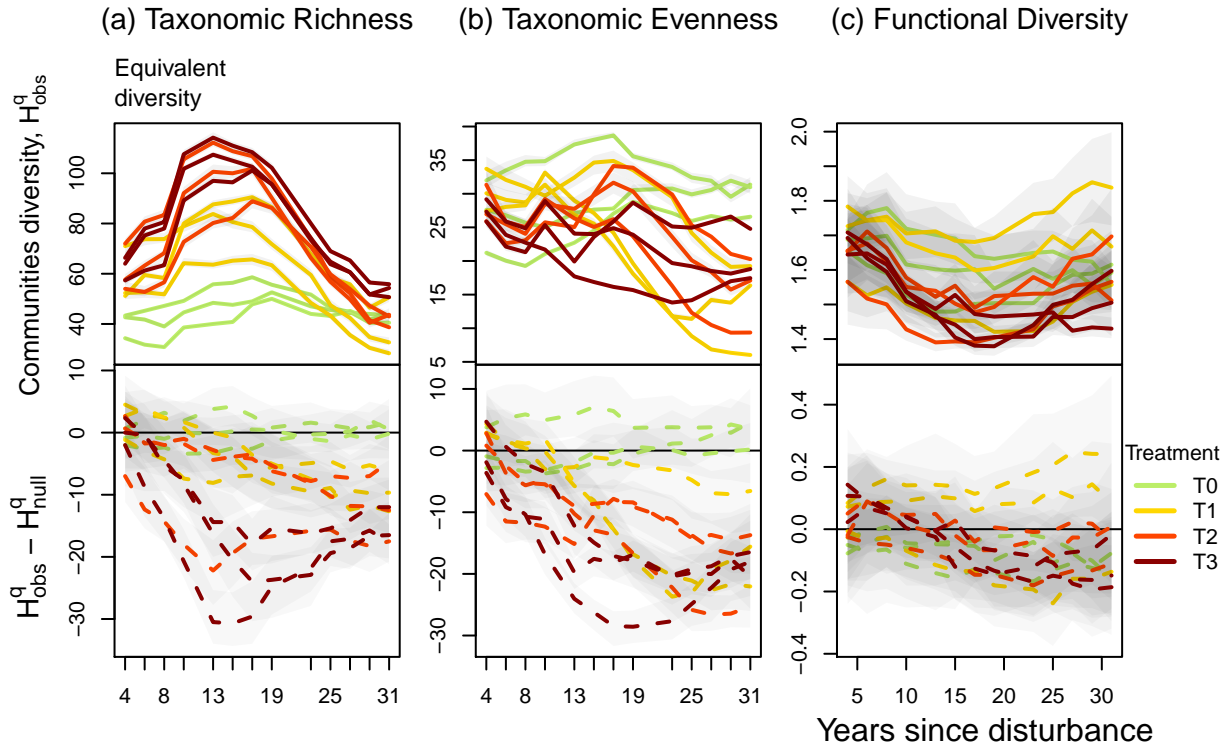 (a) Taxonomic Richness (b) Taxonomic Evenness (c) Functional Diversity
Equivalent
diversity
Communities diversity, H^q_obs
40 60 80 100
5 15 25 35
1.4 1.6 1.8 2.0
H^q_obs − H^q_null
−30 −20 −10 0 10
−30 −20 −10 0 10
−0.4 −0.2 0.0 0.2 0.4
4 8 13 19 25 31
4 8 13 19 25 31
5 10 15 20 25 30
Years since disturbance
Treatment
T0
T1
T2
T3